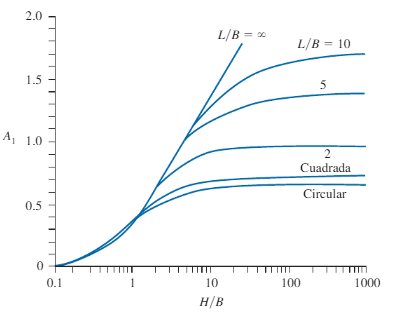 2.0
L/B = ∞
L/B = 10
1.5
5
A₁
1.0
2
Cuadrada
0.5
Circular
0
0.1
1
10
100
1000
H/B